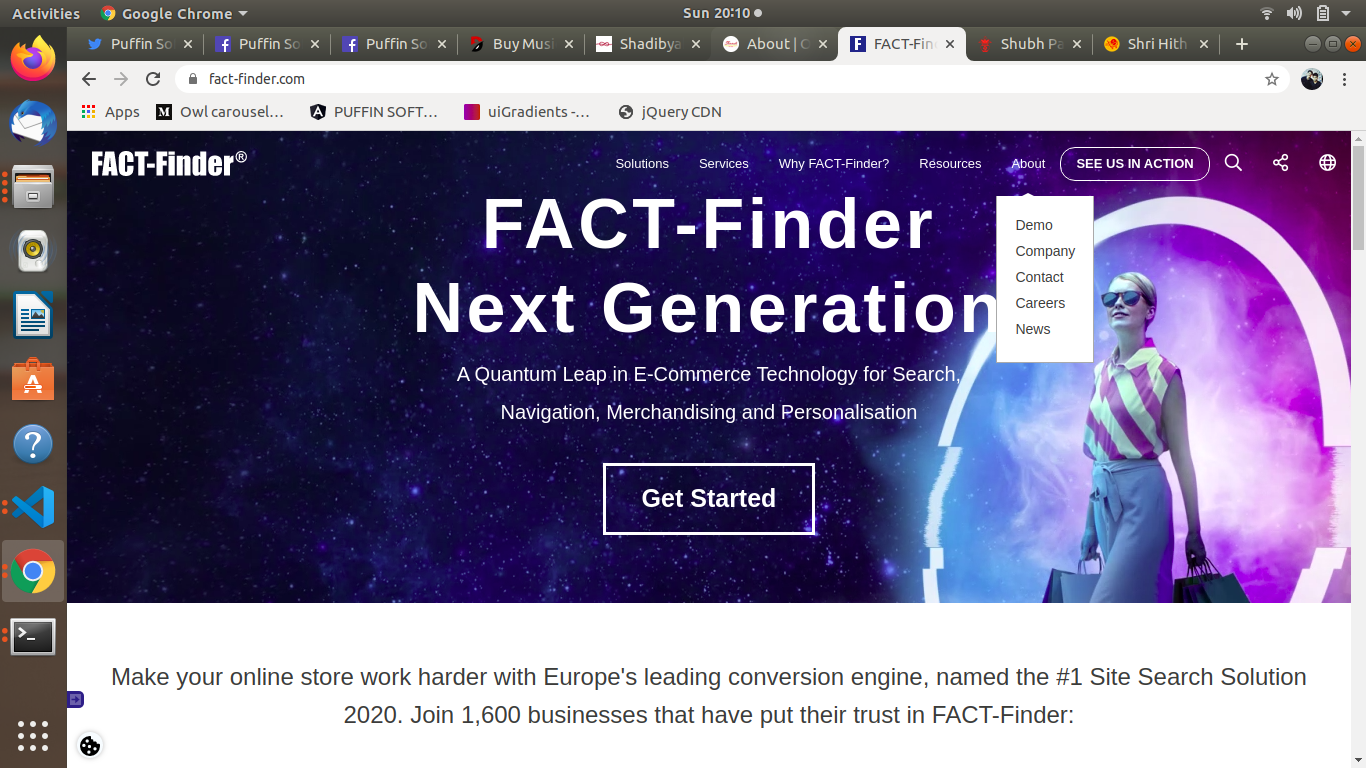 Activities
Google Chrome
Sun 20:10
Puffin So
Puffin So
Puffin So
Buy Musi
Shadibya
About | C
FACT-Fin
Shubh Pa
Shri Hith
fact-finder.com
Apps
M
Owl carousel...
PUFFIN SOFT...
uiGradients -...
jQuery CDN
FACT-Finder®
Solutions
Services
Why FACT-Finder?
Resources
About
SEE US IN ACTION
Demo
Company
Contact
Careers
News
FACT-Finder
Next Generation
A Quantum Leap in E-Commerce Technology for Search,
Navigation, Merchandising and Personalisation
Get Started
Make your online store work harder with Europe's leading conversion engine, named the #1 Site Search Solution
2020. Join 1,600 businesses that have put their trust in FACT-Finder: